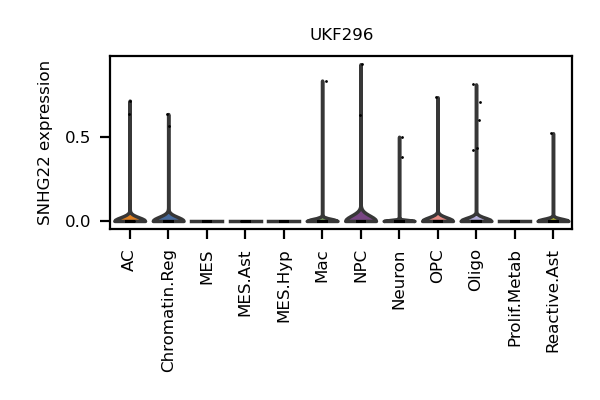 UKF296
SNHG22 expression
0.5
0.0
AC
Chromatin.Reg
MES
MES.Ast
MES.Hyp
Mac
NPC
Neuron
OPC
Oligo
Prolif.Metab
Reactive.Ast